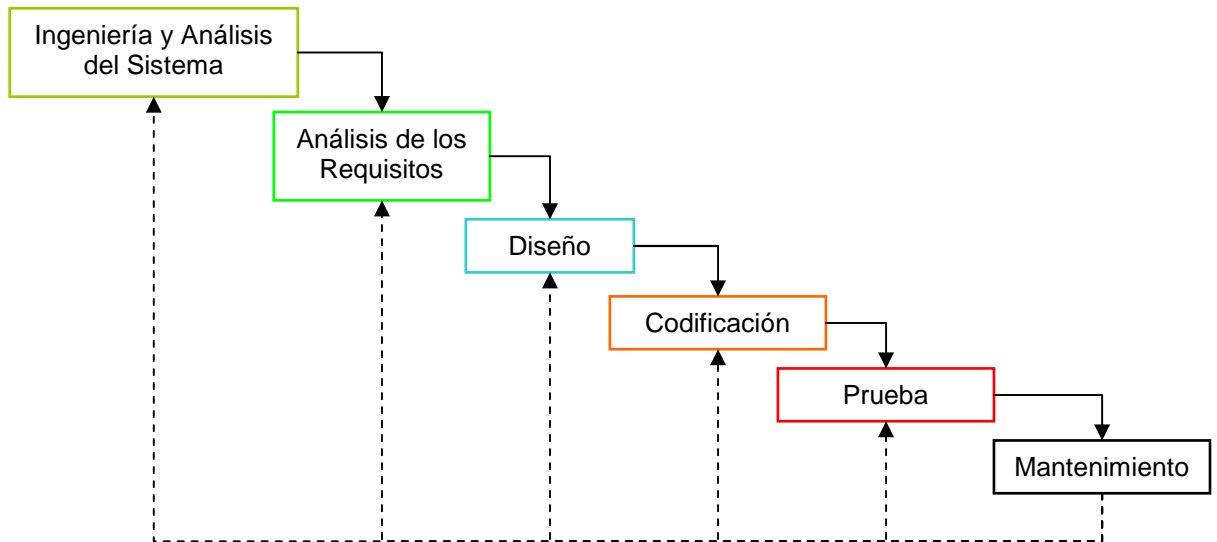 Ingeniería y Análisis
del Sistema
Análisis de los
Requisitos
Diseño
Codificación
Prueba
Mantenimiento